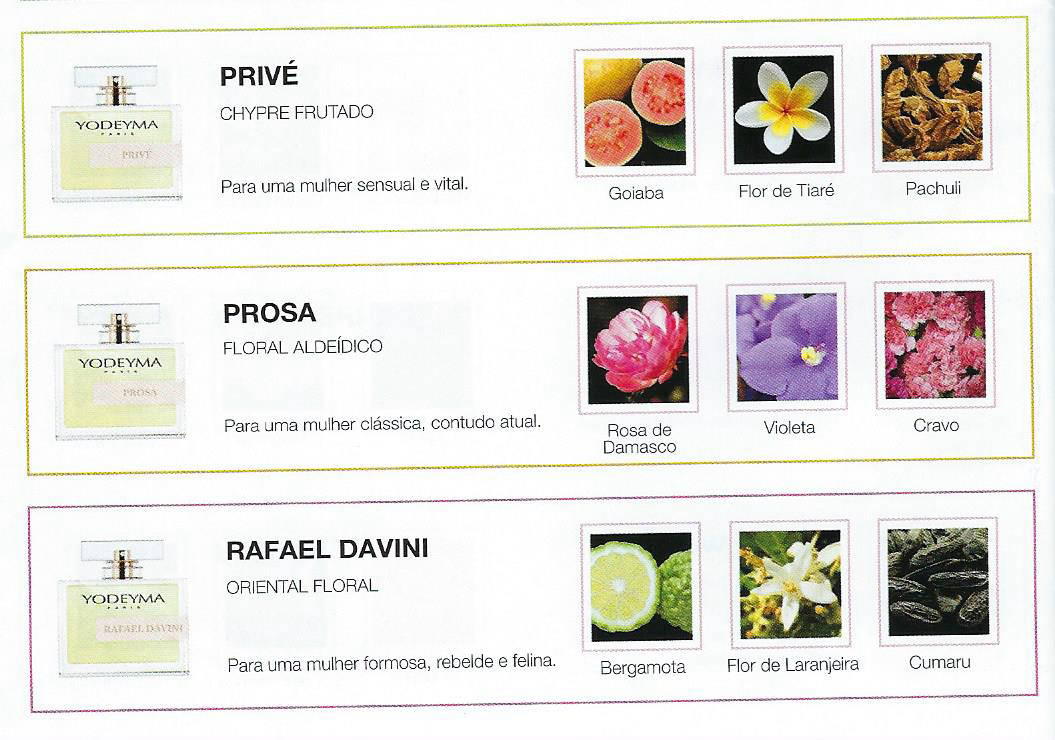 PRIVÉ
CHYPRE FRUTADO
Para uma mulher sensual e vital.
YODEYMA
PARIS
PRIVÉ
Goiaba
Flor de Tiaré
Pachuli
PROSA
FLORAL ALDEÍDICO
Para uma mulher clássica, contudo atual.
YODEYMA
PARIS
PROSA
Rosa de
Damasco
Violeta
Cravo
RAFAEL DAVINI
ORIENTAL FLORAL
Para uma mulher formosa, rebelde e felina.
YODEYMA
PARIS
RAFAEL DAVINI
Bergamota
Flor de Laranjeira
Cumaru